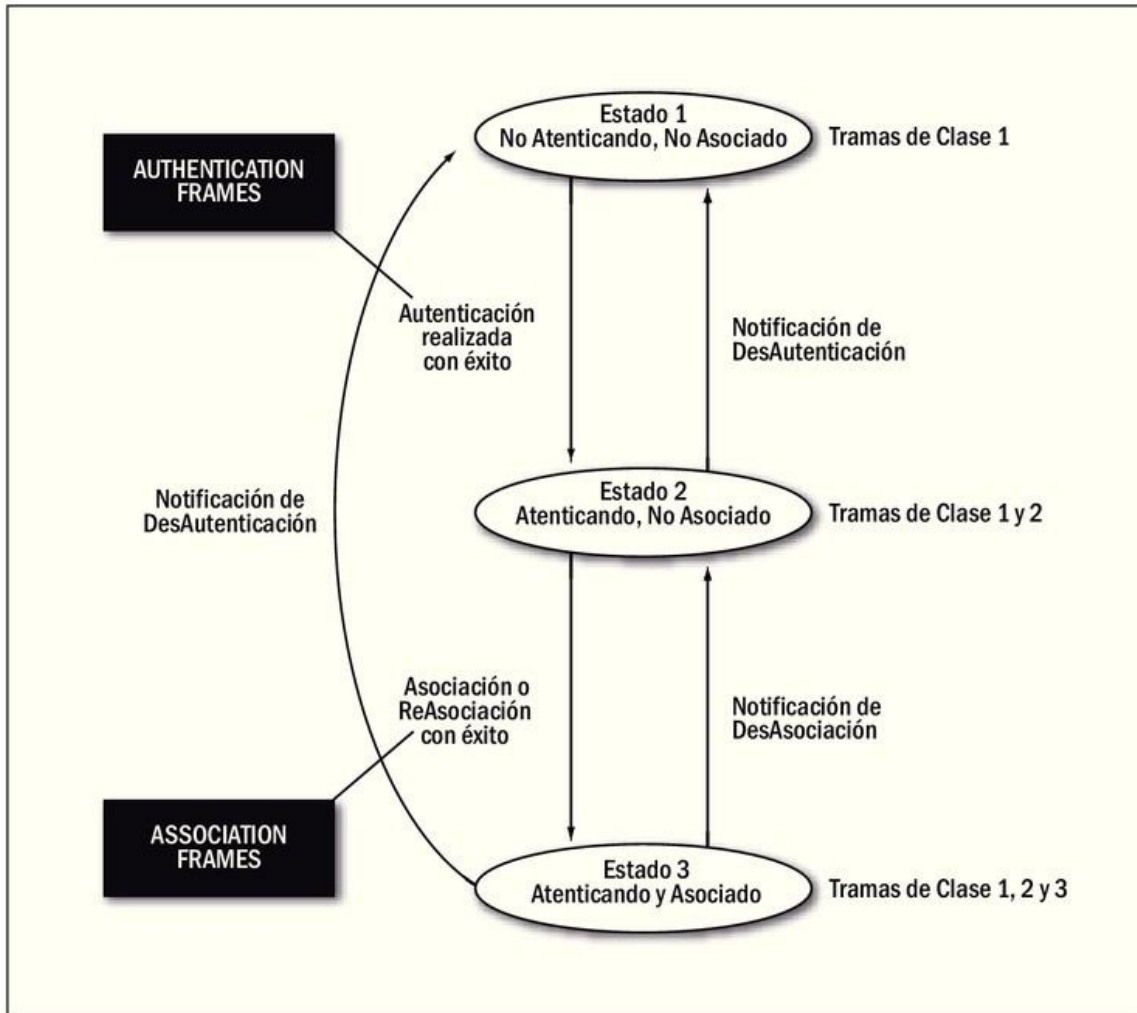 Estado 1
No Atenticando, No Asociado
Tramas de Clase 1
AUTHENTICATION
FRAMES
Autenticación
realizada
con éxito
Notificación de
DesAutenticación
Estado 2
Atenticando, No Asociado
Tramas de Clase 1 y 2
Notificación de
DesAutenticación
Asociación o
ReAsociación
con éxito
Notificación de
DesAsociación
ASSOCIATION
FRAMES
Estado 3
Atenticando y Asociado
Tramas de Clase 1, 2 y 3